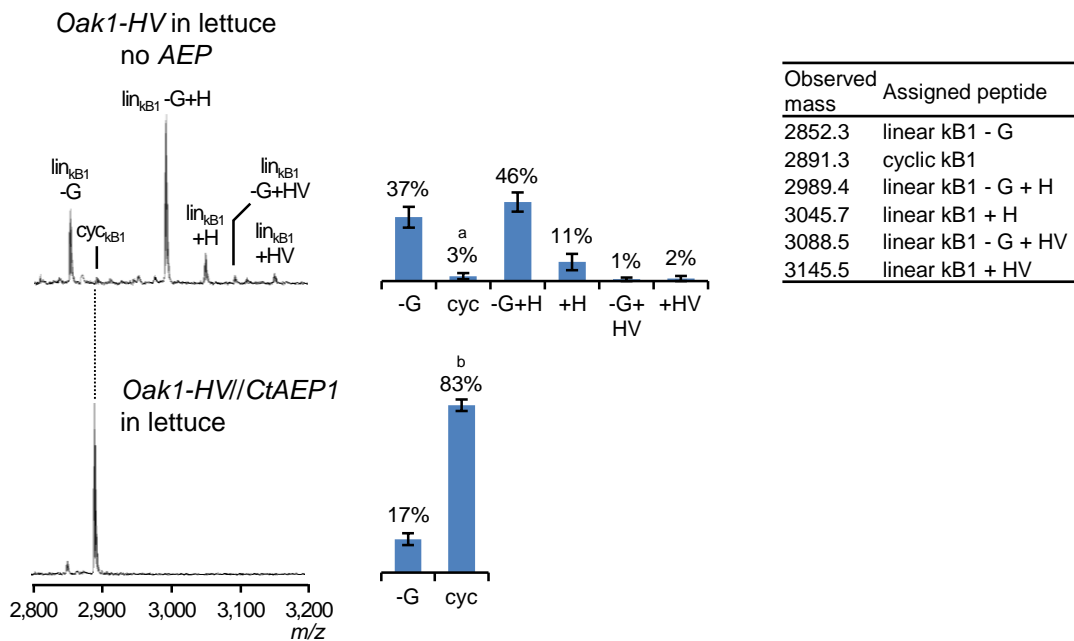 Oak1-HV in lettuce
no AEP
lin kB1 -G+H
lin kB1
-G
cyc kB1
lin kB1
+H
lin kB1
-G+HV
lin kB1
+HV
37%
a
3%
46%
11%
1%
2%
-G
cyc
-G+H
+H
-G+
HV
+HV
Observed
mass
Assigned peptide
2852.3 linear kB1 - G
2891.3 cyclic kB1
2989.4 linear kB1 - G + H
3045.7 linear kB1 + H
3088.5 linear kB1 - G + HV
3145.5 linear kB1 + HV
Oak1-HV//CtAEP1
in lettuce
b
83%
17%
-G
cyc
2,800 2,900 3,000 3,100 3,200
m/z